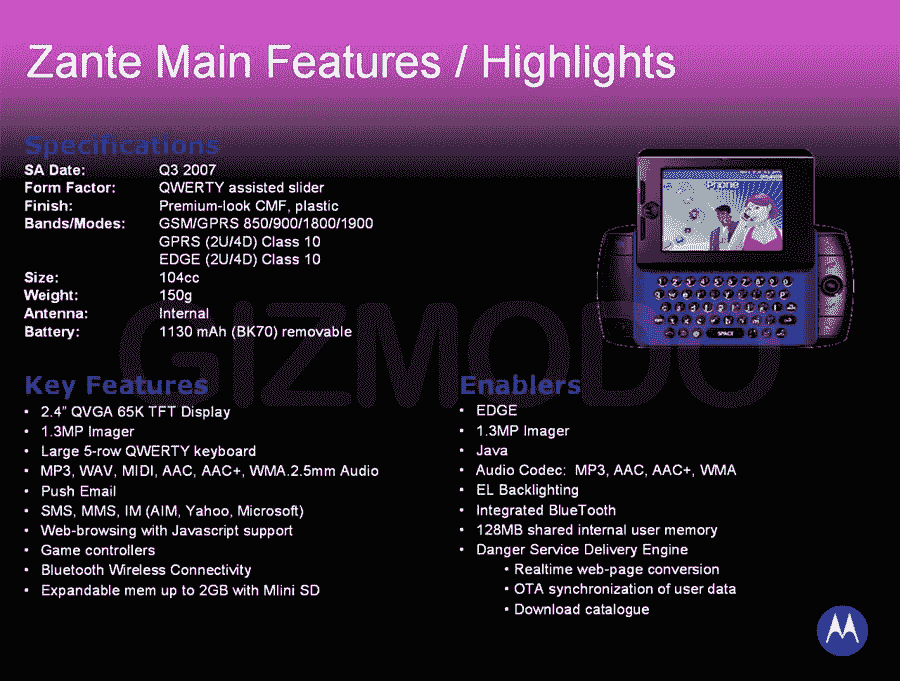 Zante Main Features / Highlights
Specifications
SA Date: Q3 2007
Form Factor: QWERTY assisted slider
Finish: Premium-look CMF, plastic
Bands/Modes: GSM/GPRS 850/900/1800/1900
GPRS (2U/4D) Class 10
EDGE (2U/4D) Class 10
Size: 104cc
Weight: 150g
Antenna: Internal
Battery: 1130 mAh (BK70) removable
GIZMODO
Key Features
• 2.4" QVGA 65K TFT Display
• 1.3MP Imager
• Large 5-row QWERTY keyboard
• MP3, WAV, MIDI, AAC, AAC+, WMA.2.5mm Audio
• Push Email
• SMS, MMS, IM (AIM, Yahoo, Microsoft)
• Web-browsing with Javascript support
• Game controllers
• Bluetooth Wireless Connectivity
• Expandable mem up to 2GB with MIini SD
Enablers
• EDGE
• 1.3MP Imager
• Java
• Audio Codec: MP3, AAC, AAC+, WMA
• EL Backlighting
• Integrated BlueTooth
• 128MB shared internal user memory
• Danger Service Delivery Engine
• Realtime web-page conversion
• OTA synchronization of user data
• Download catalogue
Phone
SPACE